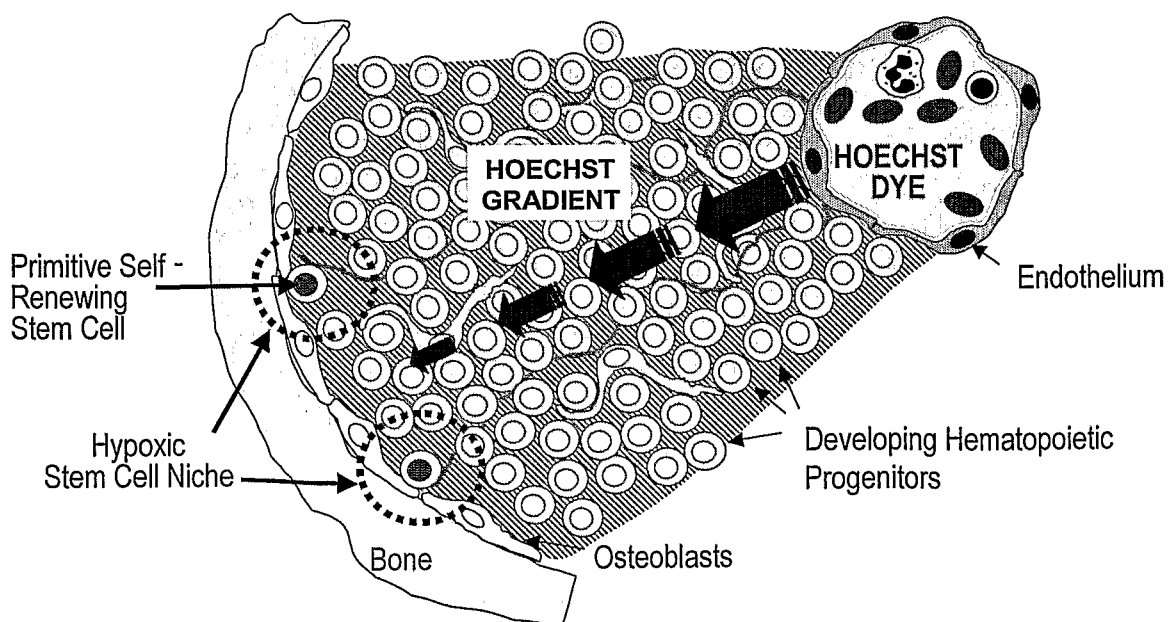 HOECHST
GRADIENT
HOECHST
DYE
Endothelium
Primitive Self -
Renewing
Stem Cell
Hypoxic
Stem Cell Niche
Developing Hematopoietic
Progenitors
Bone
Osteoblasts